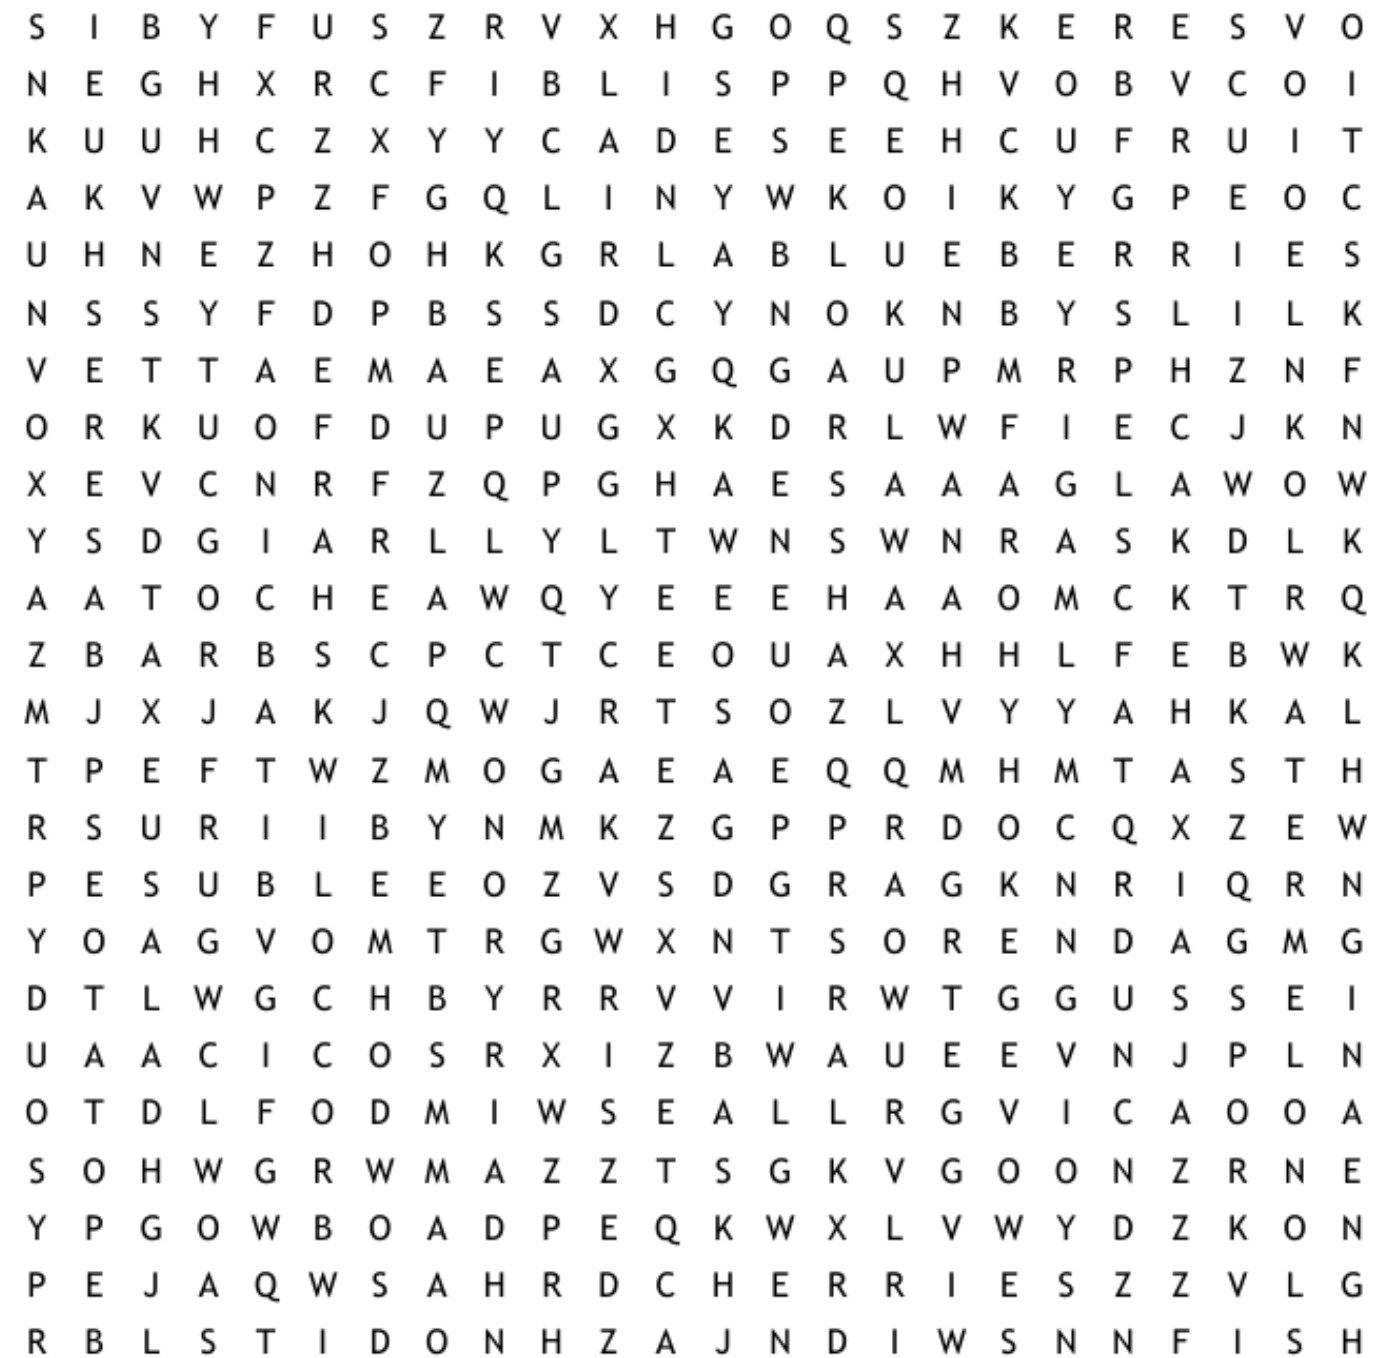 S I B Y F U S Z R V X H G O Q S Z K E R E S V O
N E G H X R C F I B L I S P P Q H V O B V C O I
K U U H C Z X Y Y C A D E S E E H C U F R U I T
A K V W P Z F G Q L I N Y W K O I K Y G P E O C
U H N E Z H O H K G R L A B L U E B E R R I E S
N S S Y F D P B S S D C Y N O K N B Y S L I L K
V E T T A E M A E A X G Q G A U P M R P H Z N F
O R K U O F D U P U G X K D R L W F I E C J K N
X E V C N R F Z Q P G H A E S A A A G L A W O W
Y S D G I A R L L Y L T W N S W N R A S K D L K
A A T O C H E A W Q Y E E E H A A O M C K T R Q
Z B A R B S C P C T C E O U A X H H L F E B W K
M J X J A K J Q W J R T S O Z L V Y Y A H K A L
T P E F T W Z M O G A E A E Q Q M H M T A S T H
R S U R I I B Y N M K Z G P P R D O C Q X Z E W
P E S U B L E E O Z V S D G R A G K N R I Q R N
Y O A G V O M T R G W X N T S O R E N D A G M G
D T L W G C H B Y R R V V I R W T G G U S S E I
U A A C I C O S R X I Z B W A U E E V N J P L N
O T D L F O D M I W S E A L L R G V I C A O O A
S O H W G R W M A Z Z T S G K V G O O N Z R N E
Y P G O W B O A D P E Q K W X L V W Y D Z K O N
P E J A Q W S A H R D C H E R R I E S Z Z V L G
R B L S T I D O N H Z A J N D I W S N N F I S H